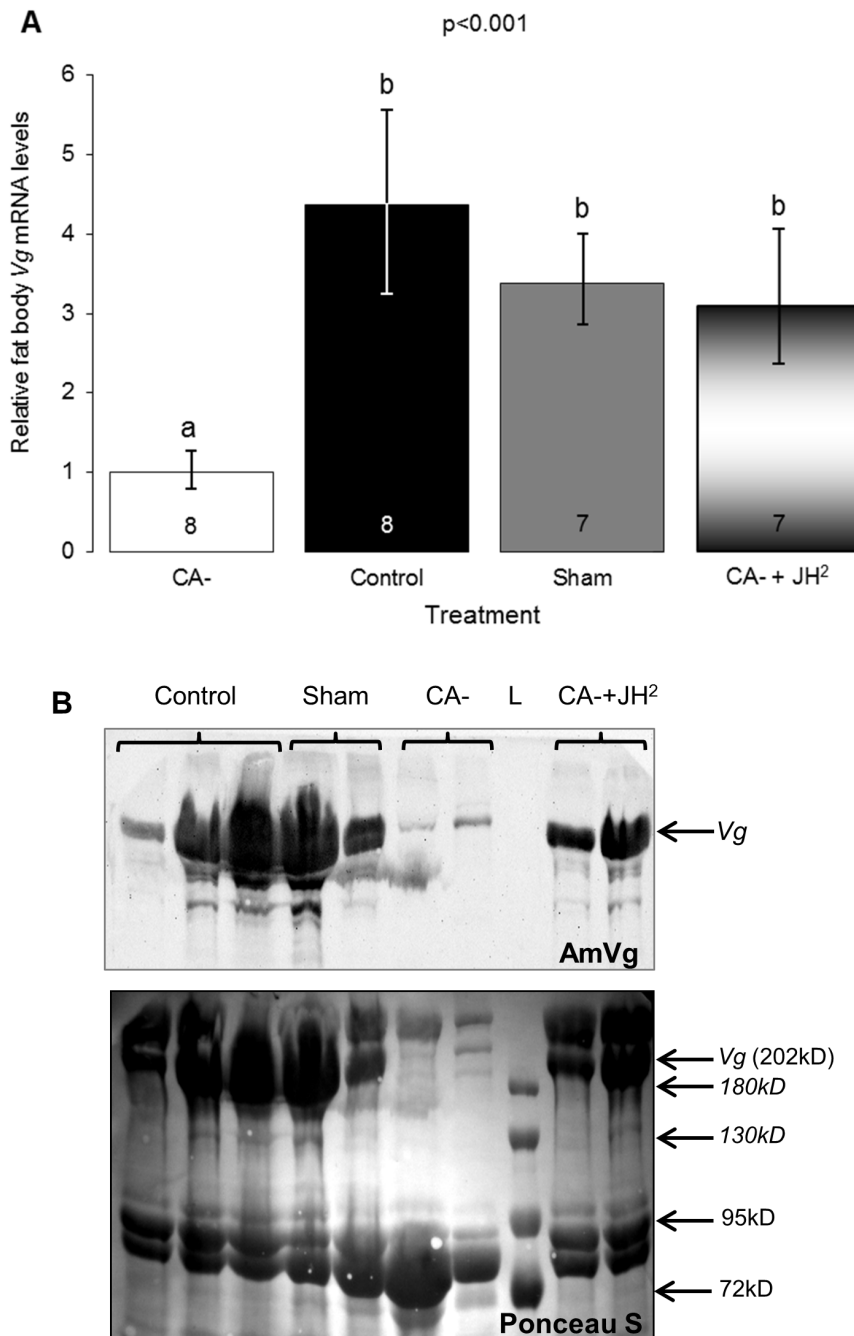 A
p<0.001
Relative fat body Vg mRNA levels
6
5
4
3
2
1
0
a
b
b
b
8
8
7
7
CA-
Control
Sham
CA- + JH²
Treatment
B
Control
Sham
CA-
L
CA-+JH²
Vg
AmVg
Vg (202kD)
180kD
130kD
95kD
72kD
Ponceau S